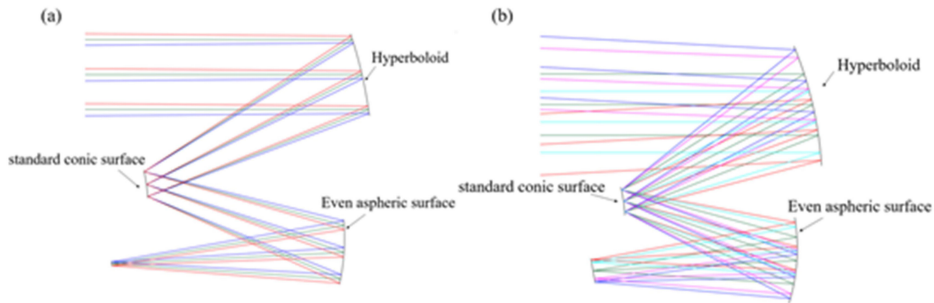 (a)
Hyperboloid
standard conic surface
Even aspheric surface
(b)
Hyperboloid
standard conic surface
Even aspheric surface